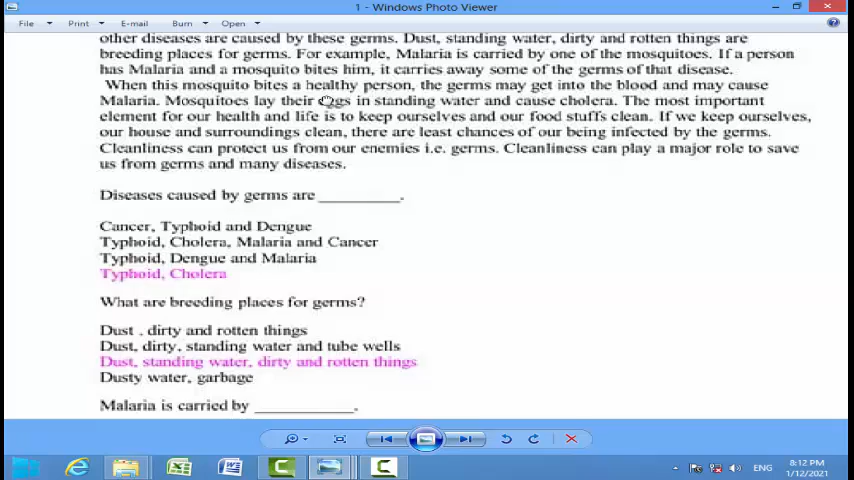 1 - Windows Photo Viewer
File Print E-mail Burn Open
other diseases are caused by these germs. Dust, standing water, dirty and rotten things are
breeding places for germs. For example, Malaria is carried by one of the mosquitoes. If a person
has Malaria and a mosquito bites him, it carries away some of the germs of that disease.
When this mosquito bites a healthy person, the germs may get into the blood and may cause
Malaria. Mosquitoes lay their eggs in standing water and cause cholera. The most important
element for our health and life is to keep ourselves and our food stuffs clean. If we keep ourselves,
our house and surroundings clean, there are least chances of our being infected by the germs.
Cleanliness can protect us from our enemies i.e. germs. Cleanliness can play a major role to save
us from germs and many diseases.
Diseases caused by germs are __________.
Cancer, Typhoid and Dengue
Typhoid, Cholera, Malaria and Cancer
Typhoid, Dengue and Malaria
Typhoid, Cholera
What are breeding places for germs?
Dust . dirty and rotten things
Dust, dirty, standing water and tube wells
Dust, standing water, dirty and rotten things
Dusty water, garbage
Malaria is carried by ____________.
ENG
8:12 PM
1/12/2021